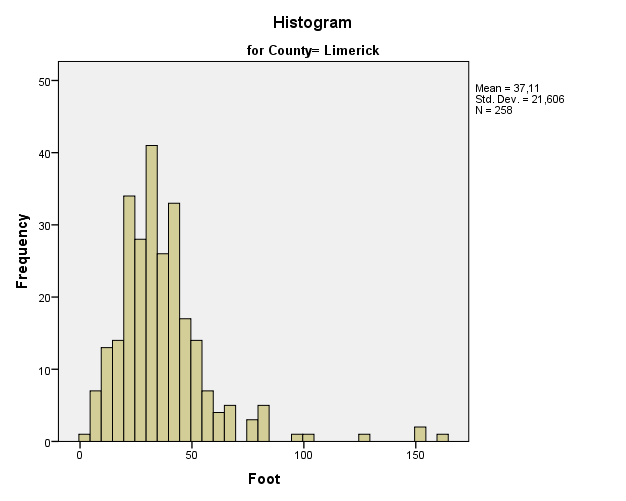 Histogram
for County= Limerick
Mean = 37,11
Std. Dev. = 21,606
N = 258
Frequency
50
40
30
20
10
0
0 50 100 150
Foot